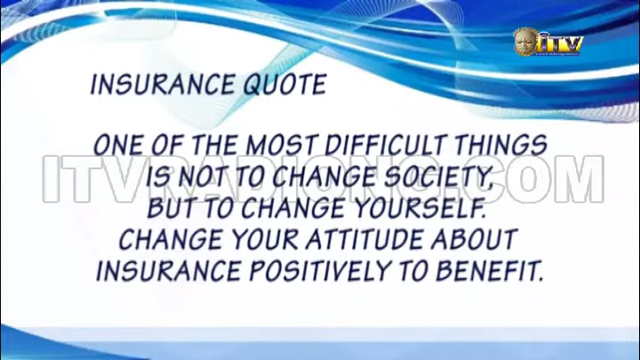 iTV
INSURANCE QUOTE
ONE OF THE MOST DIFFICULT THINGS
IS NOT TO CHANGE SOCIETY,
BUT TO CHANGE YOURSELF.
CHANGE YOUR ATTITUDE ABOUT
INSURANCE POSITIVELY TO BENEFIT.
ITVRADIONG.COM